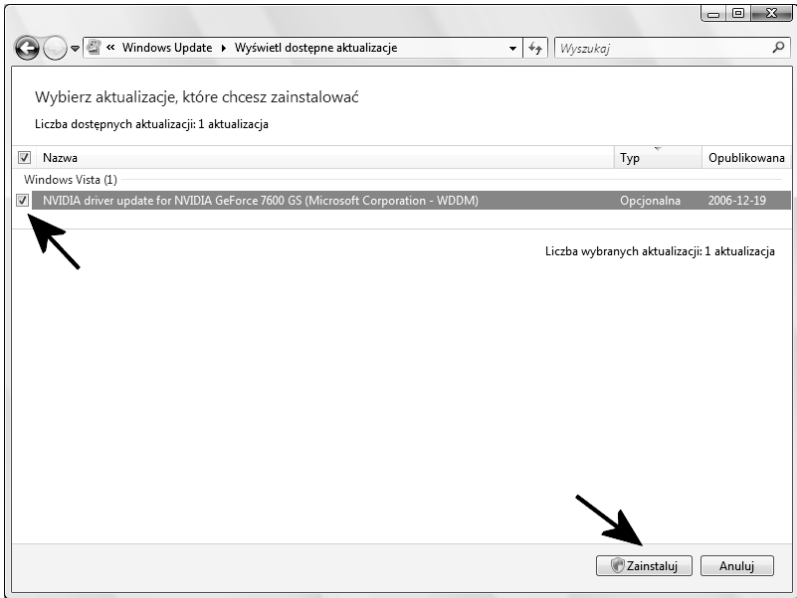 « Windows Update ▸ Wyświetl dostępne aktualizacje Wyszukaj
Wybierz aktualizacje, które chcesz zainstalować
Liczba dostępnych aktualizacji: 1 aktualizacja
Nazwa Typ Opublikowana
Windows Vista (1)
NVIDIA driver update for NVIDIA GeForce 7600 GS (Microsoft Corporation - WDDM) Opcjonalna 2006-12-19
Liczba wybranych aktualizacji: 1 aktualizacja
Zainstaluj Anuluj